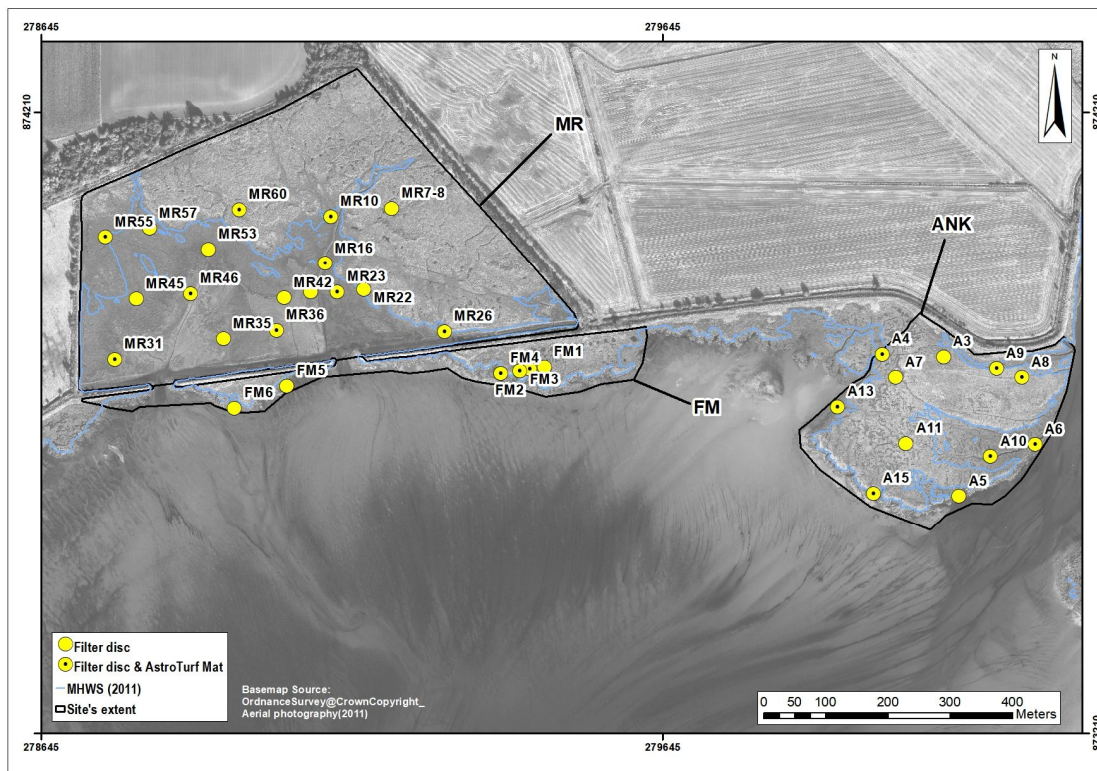 278645
279645
874210
874210
N
MR
MR60
MR10
MR7-8
MR57
MR55
MR53
MR16
ANK
MR45
MR46
MR42
MR23
MR22
MR36
MR35
MR26
MR31
A4
A3
A7
A9
A8
FM4
FM1
FM5
FM3
FM2
FM6
FM
A13
A11
A10
A6
A15
A5
Filter disc
Filter disc & AstroTurf Mat
MHWS (2011)
Site's extent
Basemap Source:
OrdnanceSurvey@CrownCopyright_
Aerial photography(2011)
0 50 100 200 300 400
Meters
873210
873210
278645
279645